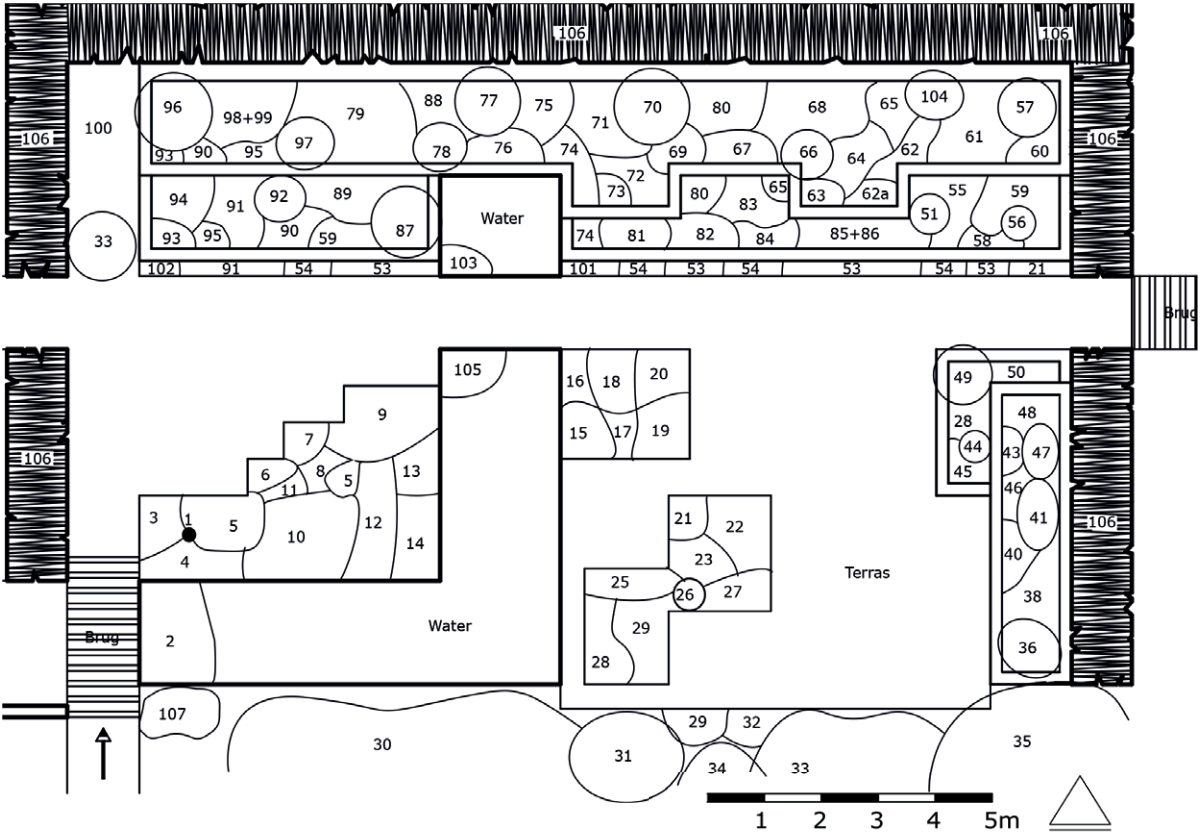 106 106
96 98+99 79 88 77 75 71 70 80 68 65 104 57
106 100 93 90 95 97 78 76 74 72 73 69 67 66 64 62 61 60 106
63 62a
94 91 92 89 87 Water 80 83 65 51 55 59 56
33 93 95 90 59 103 74 81 82 84 85+86 58
102 91 54 53 101 54 53 54 53 54 53 21
Brug
105 16 18 20 49 50
9 15 17 19 28 44 45 48 43 47
106 7 6 8 5 11 13 46 41
3 1 5 10 12 14 21 22 106
4 23 40
25 26 27 Terras 38
Brug 2 Water 29 28 36
107 29 32 35
30 31 34 33
1 2 3 4 5m